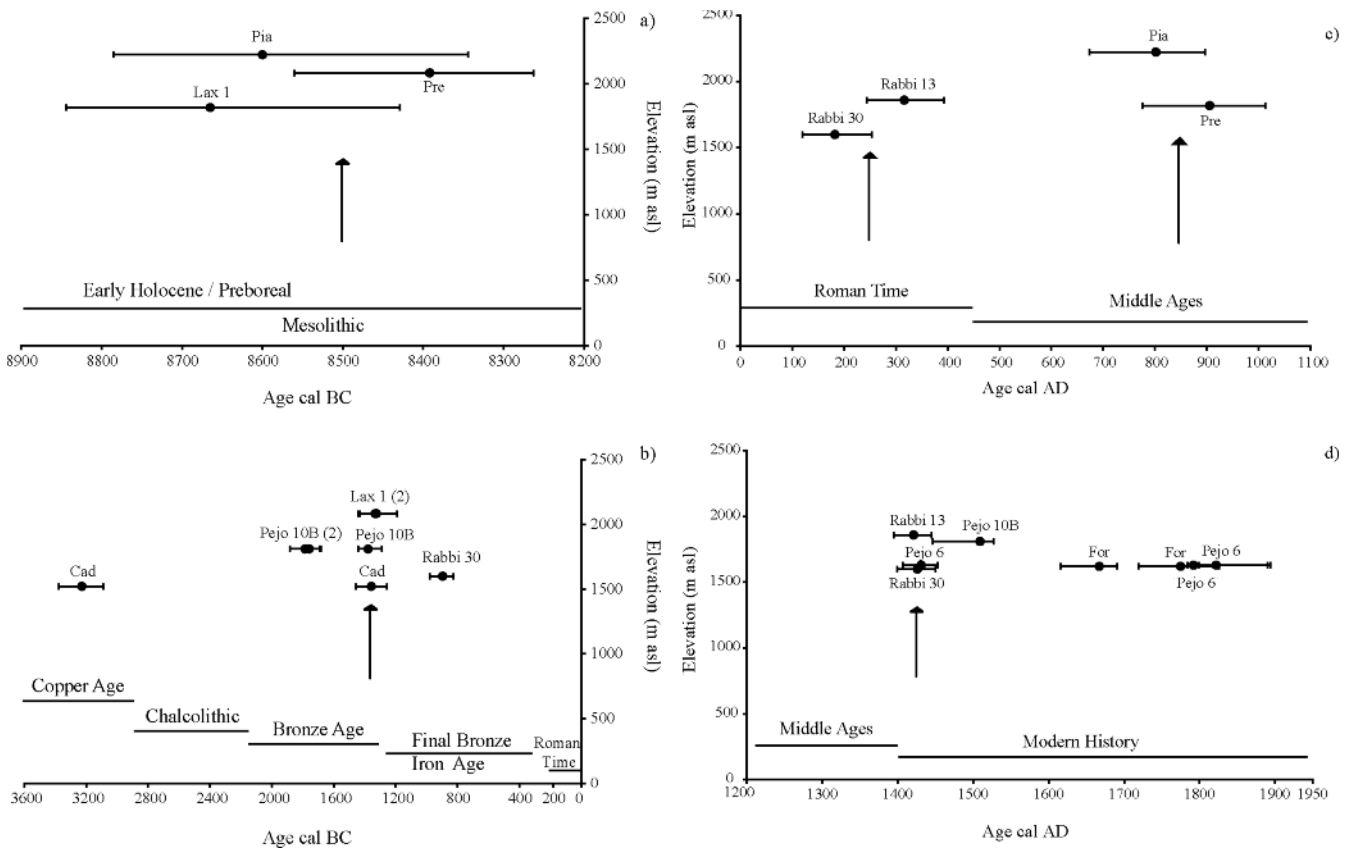 a)
Pia
Pre
Lax 1
Early Holocene / Preboreal
Mesolithic
2500
2000
1500
1000
500
0
Elevation (m asl)
8900 8800 8700 8600 8500 8400 8300 8200
Age cal BC
c)
Pia
Rabbi 13
Rabbi 30
Pre
Roman Time
Middle Ages
2500
2000
1500
1000
500
0
Elevation (m asl)
0 100 200 300 400 500 600 700 800 900 1000 1100
Age cal AD
b)
Lax 1 (2)
Pejo 10B (2)
Pejo 10B
Cad
Cad
Rabbi 30
Copper Age
Chalcolithic
Bronze Age
Final Bronze
Iron Age
Roman
Time
2500
2000
1500
1000
500
0
Elevation (m asl)
3600 3200 2800 2400 2000 1600 1200 800 400 0
Age cal BC
d)
Rabbi 13
Pejo 10B
Pejo 6
Rabbi 30
For
For
Pejo 6
Pejo 6
Middle Ages
Modern History
2500
2000
1500
1000
500
0
Elevation (m asl)
1200 1300 1400 1500 1600 1700 1800 1900 1950
Age cal AD